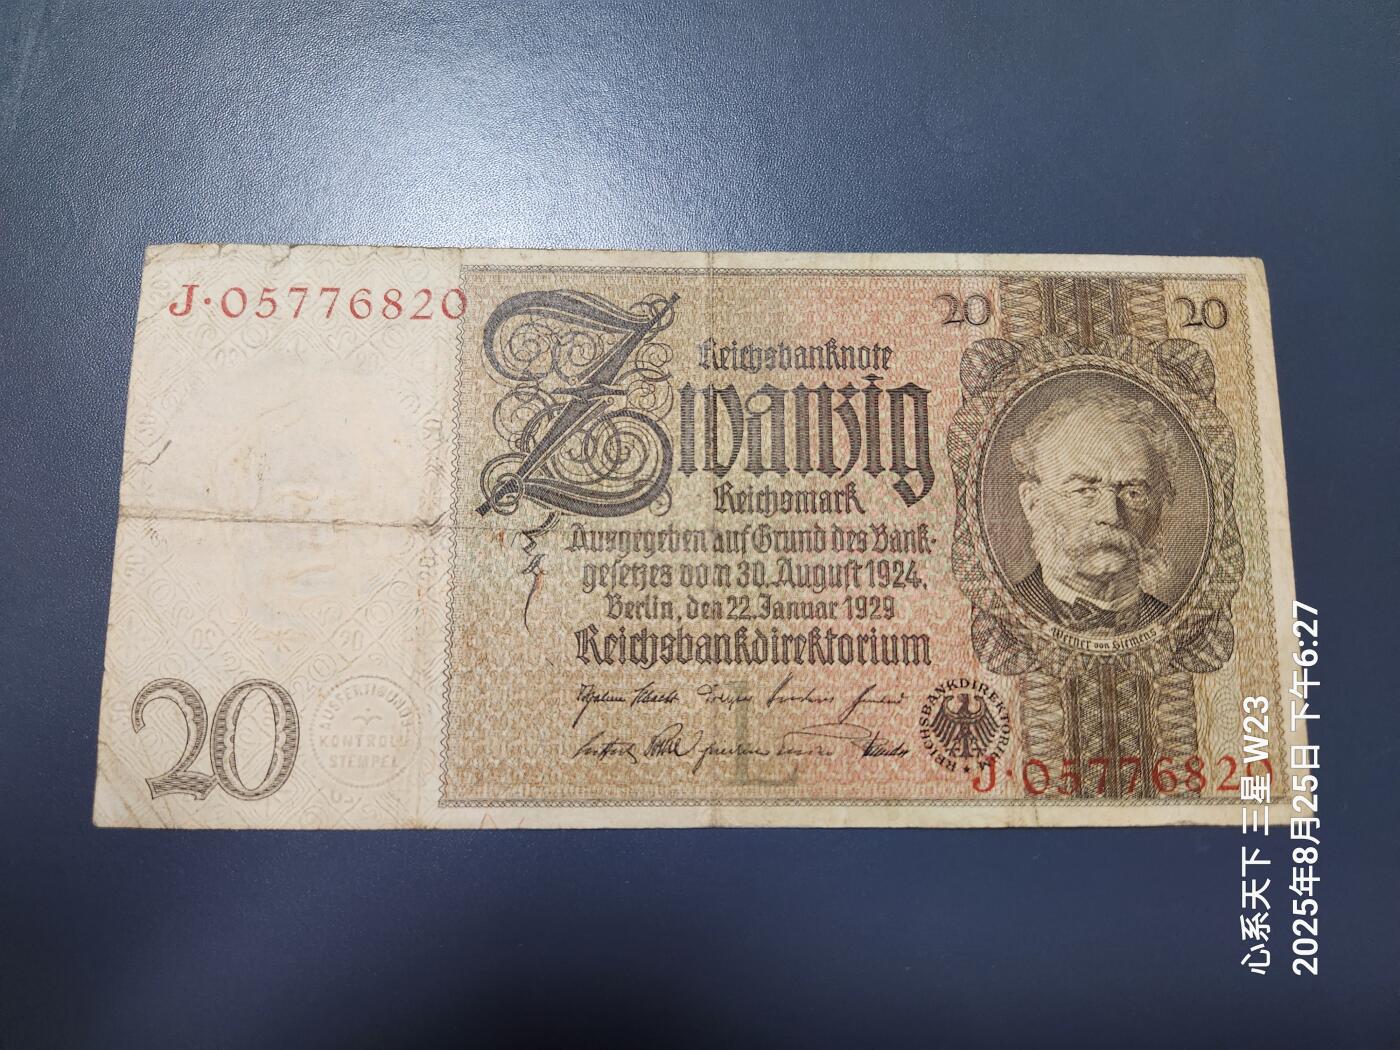 J·05776820
20
20
Reichsbanknote
Zwanzig
Reichsmark
Ausgegeben auf Grund des Bank-
gesetzes vom 30. August 1924.
Berlin, den 22. Januar 1929
Reichsbankdirektorium
Werner von Siemens
20
AUSFERTIGUNGS
KONTROLL
STEMPEL
L
REICHSBANKDIREKTORIUM
J·05776820
心系天下 三星 W23
2025年8月25日 下午6:27